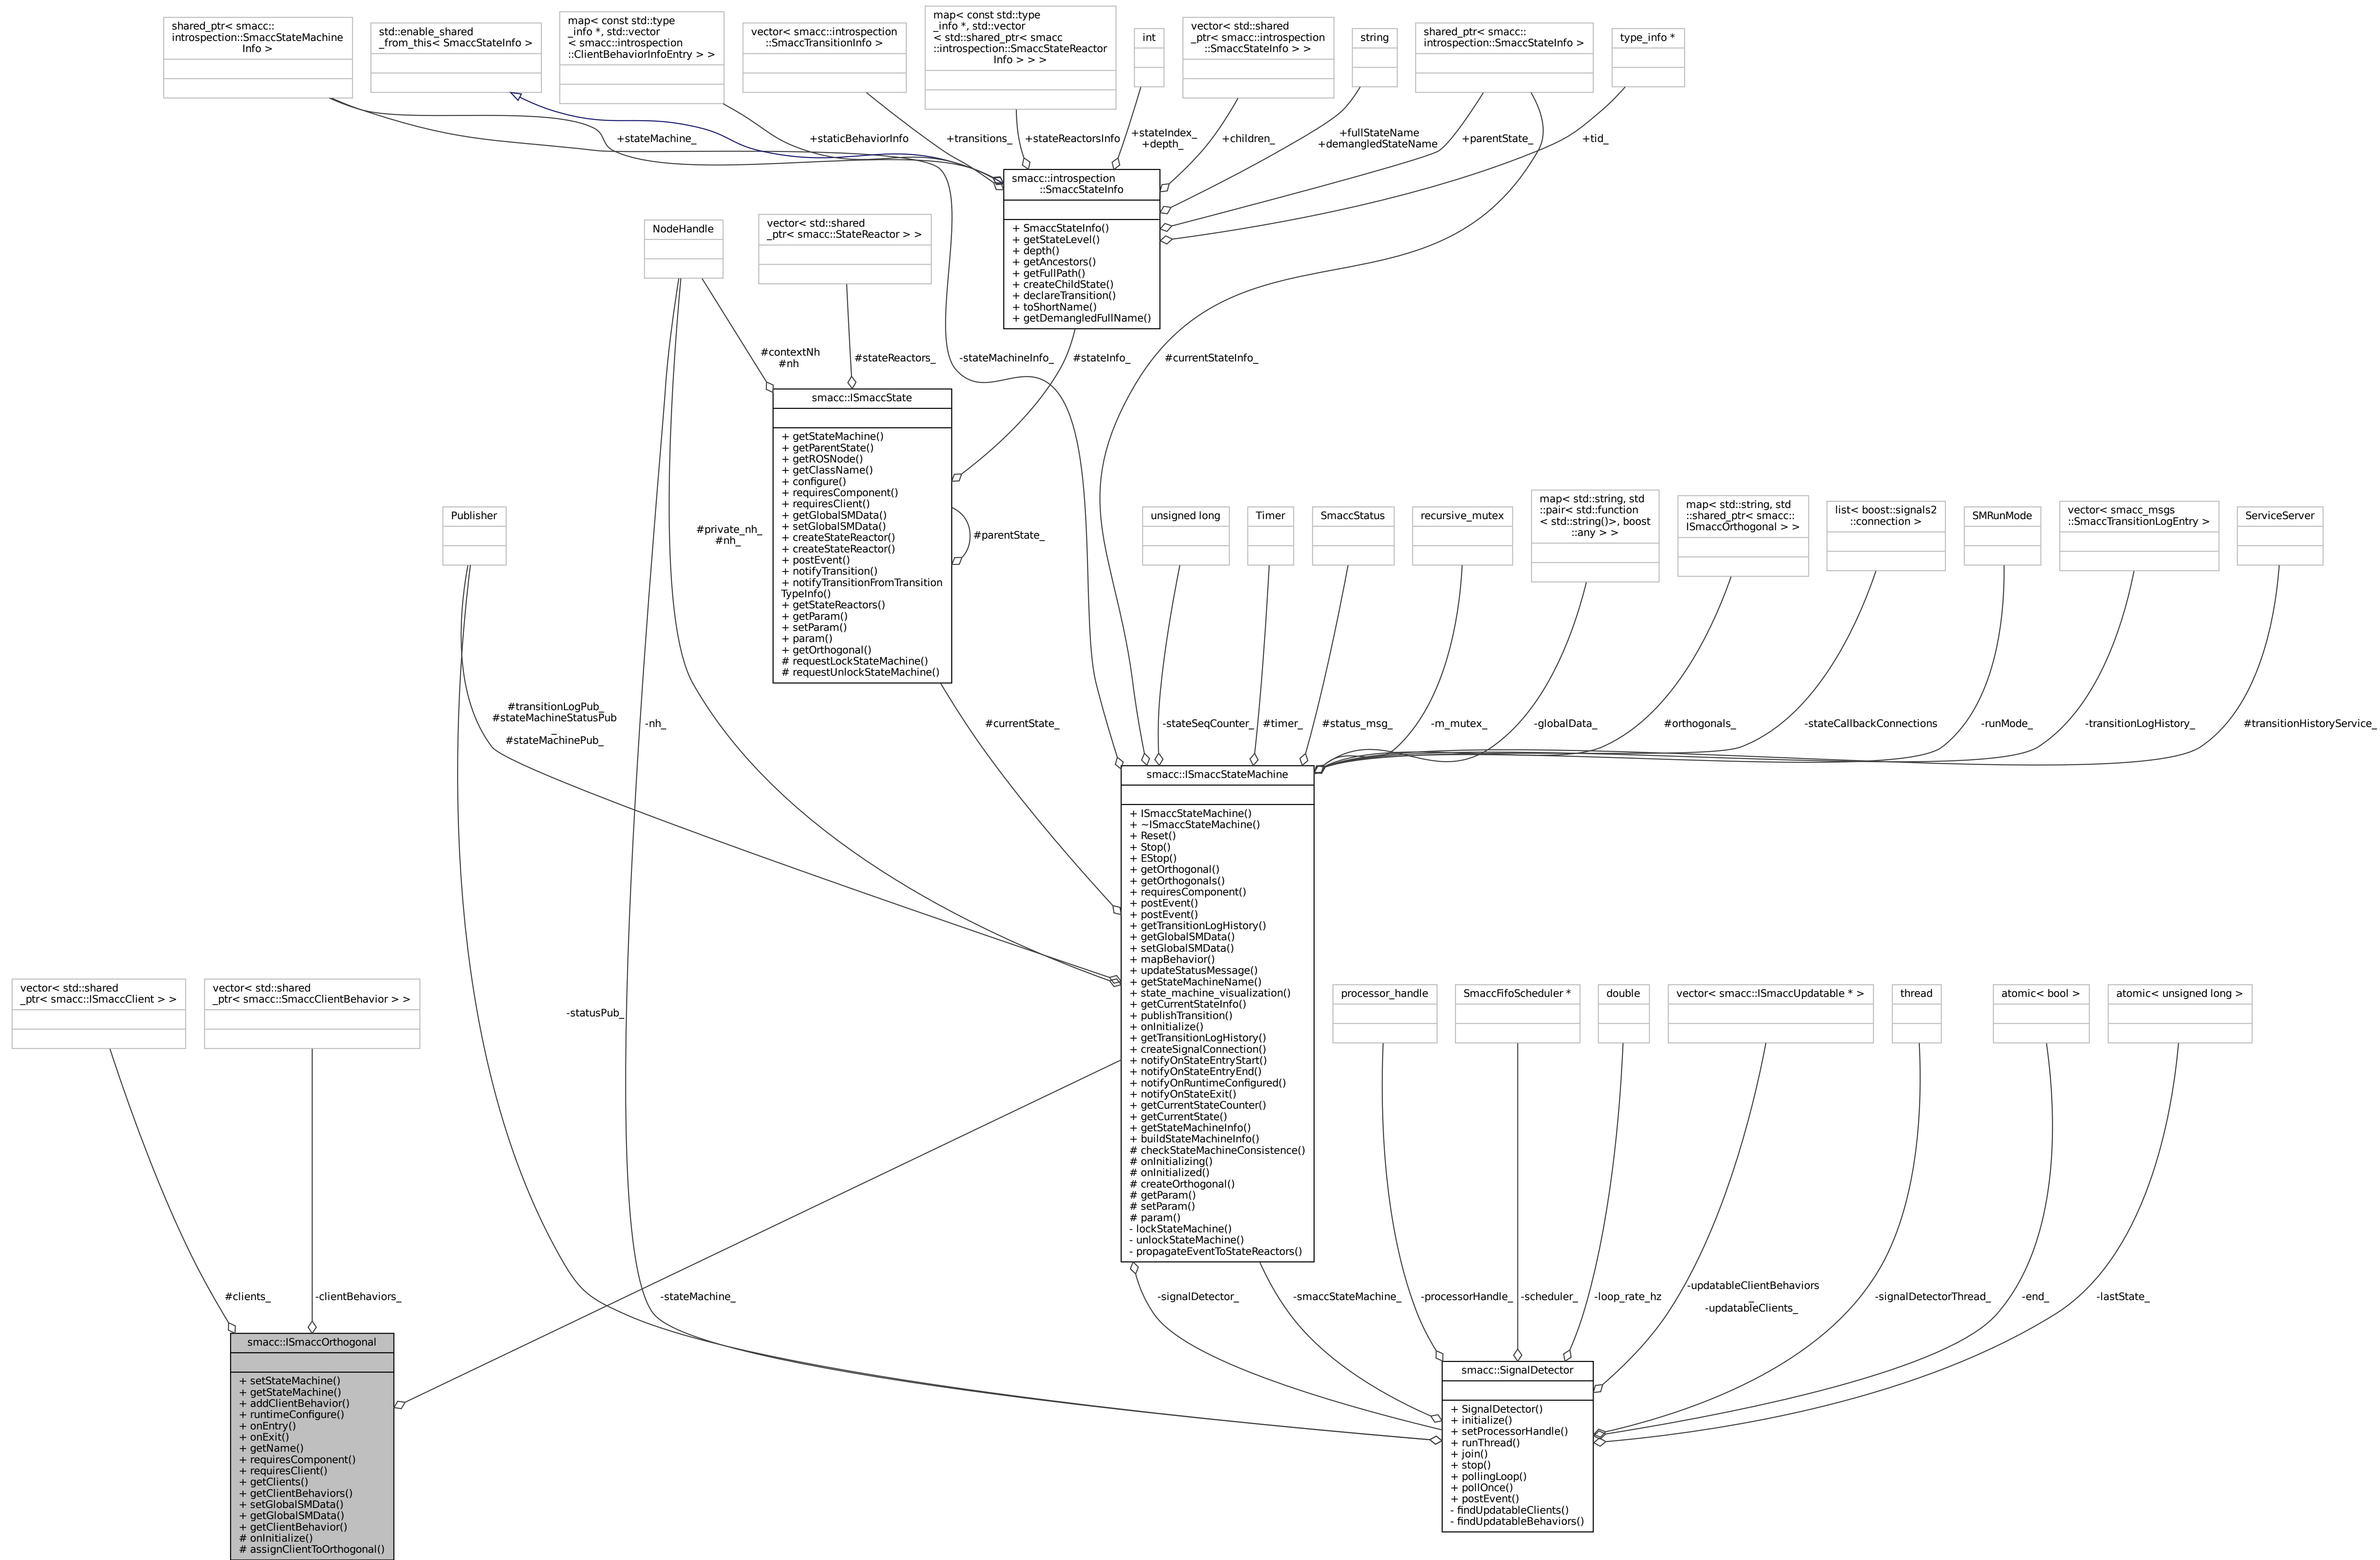 shared_ptr< smacc::
introspection::SmaccStateMachine
Info >
std::enable_shared
_from_this< SmaccStateInfo >
map< const std::type
_info *, std::vector
< smacc::introspection
::ClientBehaviorInfoEntry > >
vector< smacc::introspection
::SmaccTransitionInfo >
map< const std::type
_info *, std::vector
< std::shared_ptr< smacc
::introspection::SmaccStateReactor
Info > > >
int
vector< std::shared
_ptr< smacc::introspection
::SmaccStateInfo > >
string
shared_ptr< smacc::
introspection::SmaccStateInfo >
type_info *
+stateMachine_
+staticBehaviorInfo
+transitions_
+stateReactorsInfo
+stateIndex_
+depth_
+children_
+fullStateName
+demangledStateName
+parentState_
+tid_
smacc::introspection
::SmaccStateInfo
+ SmaccStateInfo()
+ getStateLevel()
+ depth()
+ getAncestors()
+ getFullPath()
+ createChildState()
+ declareTransition()
+ toShortName()
+ getDemangledFullName()
NodeHandle
vector< std::shared
_ptr< smacc::StateReactor > >
#contextNh
#nh
#stateReactors_
-stateMachineInfo_
#stateInfo_
#currentStateInfo_
smacc::ISmaccState
+ getStateMachine()
+ getParentState()
+ getROSNode()
+ getClassName()
+ configure()
+ requiresComponent()
+ requiresClient()
+ getGlobalSMData()
+ setGlobalSMData()
+ createStateReactor()
+ createStateReactor()
+ postEvent()
+ notifyTransition()
+ notifyTransitionFromTransition
TypeInfo()
+ getStateReactors()
+ getParam()
+ setParam()
+ param()
+ getOrthogonal()
# requestLockStateMachine()
# requestUnlockStateMachine()
#parentState_
Publisher
#private_nh_
#nh_
unsigned long
Timer
SmaccStatus
recursive_mutex
map< std::string, std
::pair< std::function
< std::string()>, boost
::any > >
map< std::string, std
::shared_ptr< smacc::
ISmaccOrthogonal > >
list< boost::signals2
::connection >
SMRunMode
vector< smacc_msgs
::SmaccTransitionLogEntry >
ServiceServer
#transitionLogPub_
#stateMachineStatusPub
_
#stateMachinePub_
-nh_
#currentState_
-stateSeqCounter_
#timer_
#status_msg_
-m_mutex_
-globalData_
#orthogonals_
-stateCallbackConnections
-runMode_
-transitionLogHistory_
#transitionHistoryService_
smacc::ISmaccStateMachine
+ ISmaccStateMachine()
+ ~ISmaccStateMachine()
+ Reset()
+ Stop()
+ EStop()
+ getOrthogonal()
+ getOrthogonals()
+ requiresComponent()
+ postEvent()
+ postEvent()
+ getTransitionLogHistory()
+ getGlobalSMData()
+ setGlobalSMData()
+ mapBehavior()
+ updateStatusMessage()
+ getStateMachineName()
+ state_machine_visualization()
+ getCurrentStateInfo()
+ publishTransition()
+ onInitialize()
+ getTransitionLogHistory()
+ createSignalConnection()
+ notifyOnStateEntryStart()
+ notifyOnStateEntryEnd()
+ notifyOnRuntimeConfigured()
+ notifyOnStateExit()
+ getCurrentStateCounter()
+ getCurrentState()
+ getStateMachineInfo()
+ buildStateMachineInfo()
# checkStateMachineConsistence()
# onInitializing()
# onInitialized()
# createOrthogonal()
# getParam()
# setParam()
# param()
- lockStateMachine()
- unlockStateMachine()
- propagateEventToStateReactors()
vector< std::shared
_ptr< smacc::ISmaccClient > >
vector< std::shared
_ptr< smacc::SmaccClientBehavior > >
-statusPub_
processor_handle
SmaccFifoScheduler *
double
vector< smacc::ISmaccUpdatable * >
thread
atomic< bool >
atomic< unsigned long >
#clients_
-clientBehaviors_
-stateMachine_
-signalDetector_
-smaccStateMachine_
-processorHandle_
-scheduler_
-loop_rate_hz
-updatableClientBehaviors
_
-updatableClients_
-signalDetectorThread_
-end_
-lastState_
smacc::ISmaccOrthogonal
+ setStateMachine()
+ getStateMachine()
+ addClientBehavior()
+ runtimeConfigure()
+ onEntry()
+ onExit()
+ getName()
+ requiresComponent()
+ requiresClient()
+ getClients()
+ getClientBehaviors()
+ setGlobalSMData()
+ getGlobalSMData()
+ getClientBehavior()
# onInitialize()
# assignClientToOrthogonal()
smacc::SignalDetector
+ SignalDetector()
+ initialize()
+ setProcessorHandle()
+ runThread()
+ join()
+ stop()
+ pollingLoop()
+ pollOnce()
+ postEvent()
- findUpdatableClients()
- findUpdatableBehaviors()